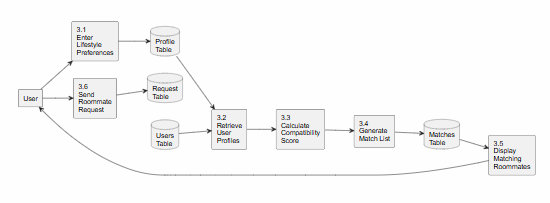 3.1
Enter
Lifestyle
Preferences
Profile
Table
User
3.6
Send
Roommate
Request
Request
Table
Users
Table
3.2
Retrieve
User
Profiles
3.3
Calculate
Compatibility
Score
3.4
Generate
Match List
Matches
Table
3.5
Display
Matching
Roommates